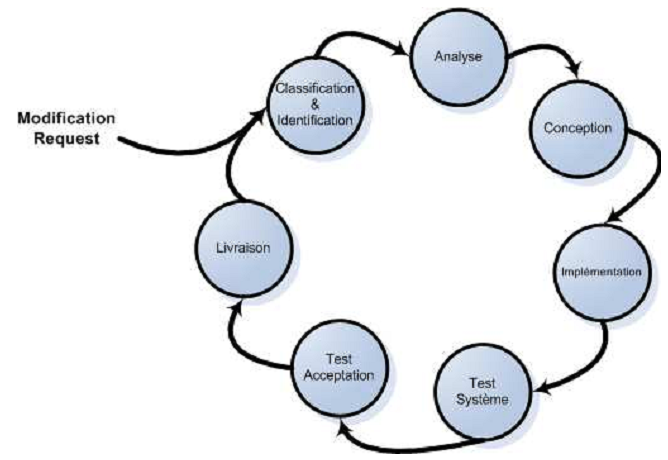 Modification
Request
Classification
&
Identification
Analyse
Conception
Implémentation
Test
Système
Test
Acceptation
Livraison